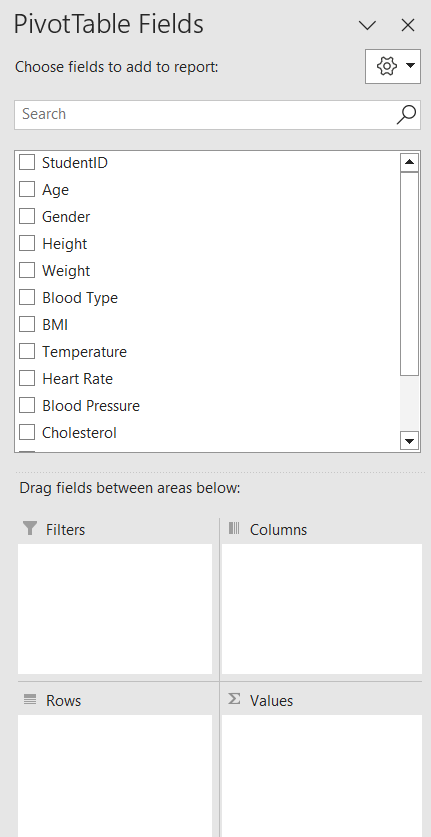 PivotTable Fields
Choose fields to add to report:
Search
StudentID
Age
Gender
Height
Weight
Blood Type
BMI
Temperature
Heart Rate
Blood Pressure
Cholesterol
Drag fields between areas below:
Filters
Columns
Rows
Σ Values